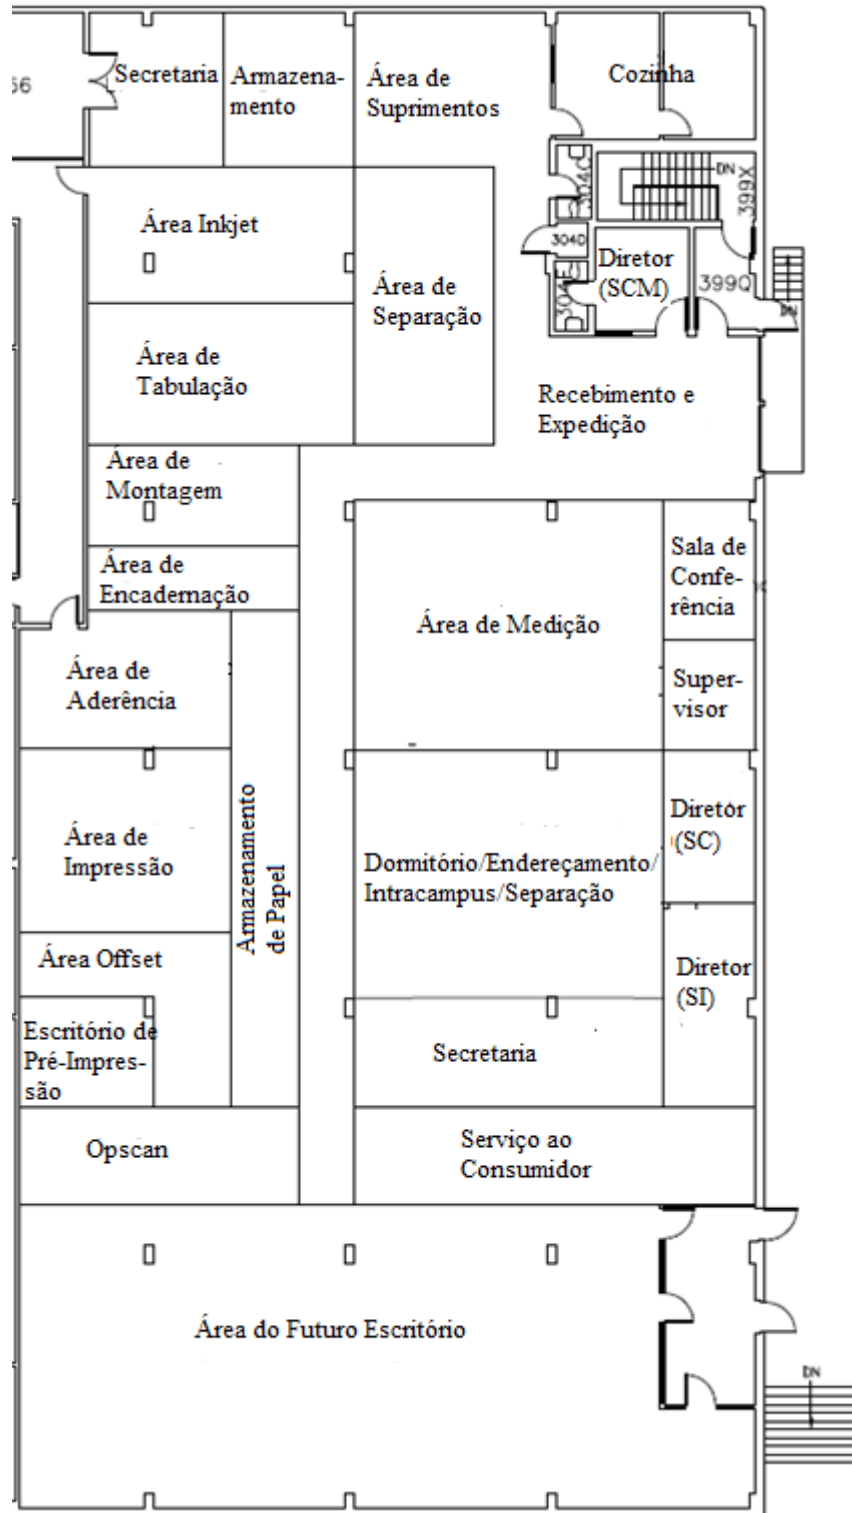 56
Secretaria
Armazena-
mento
Área de
Suprimentos
Cozinha
304C
DN
399X
Área Inkjet
304D
Área de
Separação
304E
Diretor
(SCM)
399Q
DN
Área de
Tabulação
Recebimento e
Expedição
Área de
Montagem
Área de
Encadernação
Sala de
Confe-
rência
Área de Medição
Área de
Aderência
Super-
visor
Armazenamento
de Papel
Diretor
(SC)
Área de
Impressão
Dormitório/Endereçamento/
Intracampus/Separação
Área Offset
Diretor
(SI)
Escritório de
Pré-Impres-
são
Secretaria
Opscan
Serviço ao
Consumidor
Área do Futuro Escritório
DN